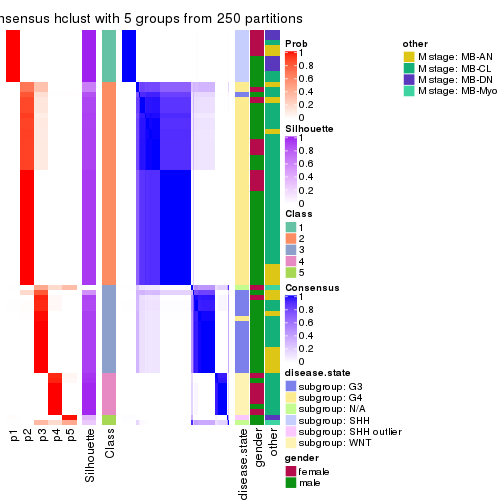 nsensus hclust with 5 groups from 250 partitions
Prob
1
0.8
0.6
0.4
0.2
0
Silhouette
1
0.8
0.6
0.4
0.2
0
Class
1
2
3
4
5
Consensus
1
0.8
0.6
0.4
0.2
0
disease.state
subgroup: G3
subgroup: G4
subgroup: N/A
subgroup: SHH
subgroup: SHH outlier
subgroup: WNT
gender
female
male
other
M stage: MB-AN
M stage: MB-CL
M stage: MB-DN
M stage: MB-Myo
p1
p2
p3
p4
p5
Silhouette
Class
disease.state
gender
other